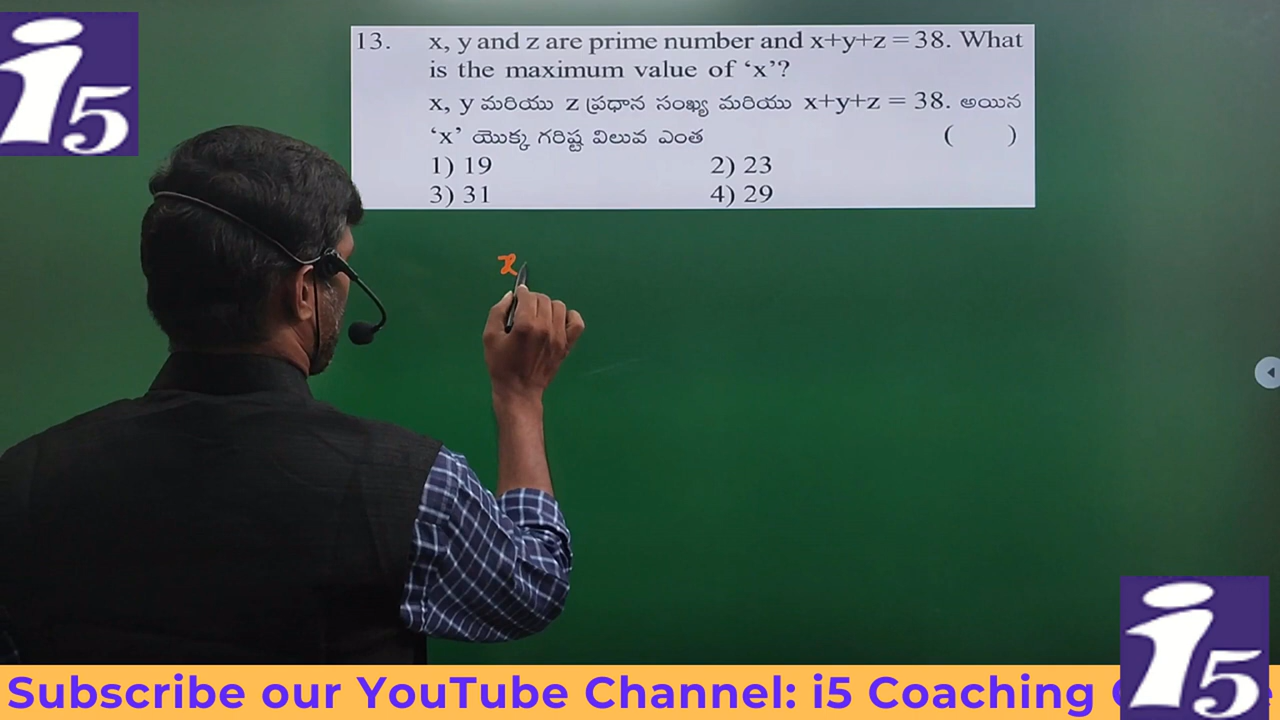 i5
13. x, y and z are prime number and x+y+z = 38. What
is the maximum value of ‘x’?
x, y మరియు z ప్రధాన సంఖ్య మరియు x+y+z = 38. అయిన
‘x’ యొక్క గరిష్ట విలువ ఎంత ( )
1) 19 2) 23
3) 31 4) 29
x
i5
Subscribe our YouTube Channel: i5 Coaching